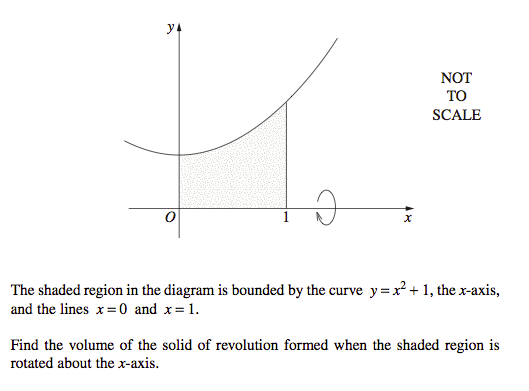 y
NOT
TO
SCALE
O 1 x
The shaded region in the diagram is bounded by the curve y = x² + 1, the x-axis,
and the lines x = 0 and x = 1.
Find the volume of the solid of revolution formed when the shaded region is
rotated about the x-axis.